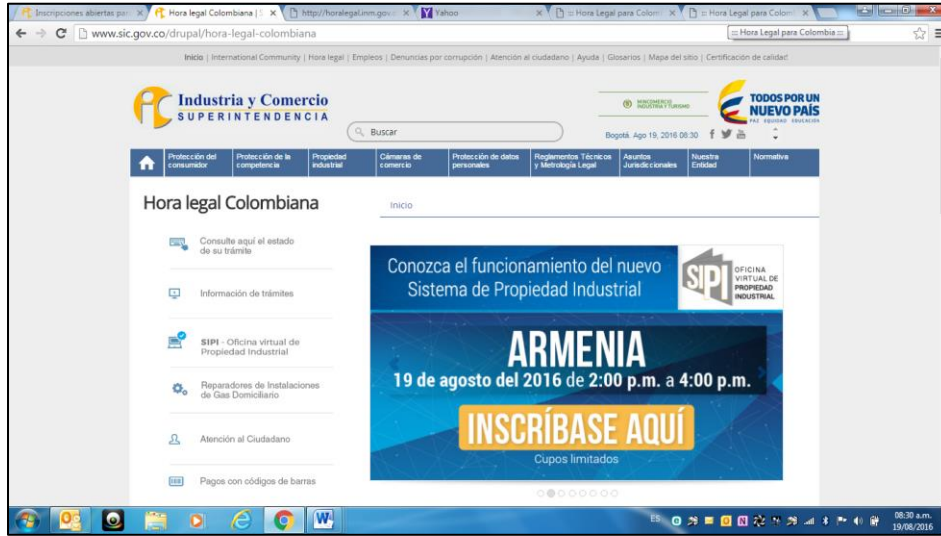 Inscripciones abiertas par
Hora legal Colombiana | S
http://horalegal.inm.gov.
Yahoo
::: Hora Legal para Colom
::: Hora Legal para Colom
www.sic.gov.co/drupal/hora-legal-colombiana
::: Hora Legal para Colombia :::
Inicio | International Community | Hora legal | Empleos | Denuncias por corrupción | Atención al ciudadano | Ayuda | Glosarios | Mapa del sitio | Certificación de calidad
Industria y Comercio
SUPERINTENDENCIA
Buscar
MINCOMERCIO
INDUSTRIA Y TURISMO
TODOS POR UN
NUEVO PAÍS
PAZ EQUIDAD EDUCACIÓN
Bogotá. Ago 19, 2016 08:30
Protección del
consumidor
Protección de la
competencia
Propiedad
industrial
Cámaras de
comercio
Protección de datos
personales
Reglamentos Técnicos
y Metrología Legal
Asuntos
Jurisdiccionales
Nuestra
Entidad
Normativa
Hora legal Colombiana
Inicio
Consulte aquí el estado
de su trámite
Información de trámites
SIPI - Oficina virtual de
Propiedad Industrial
Reparadores de Instalaciones
de Gas Domiciliario
Atención al Ciudadano
Pagos con códigos de barras
Conozca el funcionamiento del nuevo
Sistema de Propiedad Industrial
SIPI
OFICINA
VIRTUAL DE
PROPIEDAD
INDUSTRIAL
ARMENIA
19 de agosto del 2016 de 2:00 p.m. a 4:00 p.m.
INSCRÍBASE AQUÍ
Cupos limitados
ES
08:30 a.m.
19/08/2016